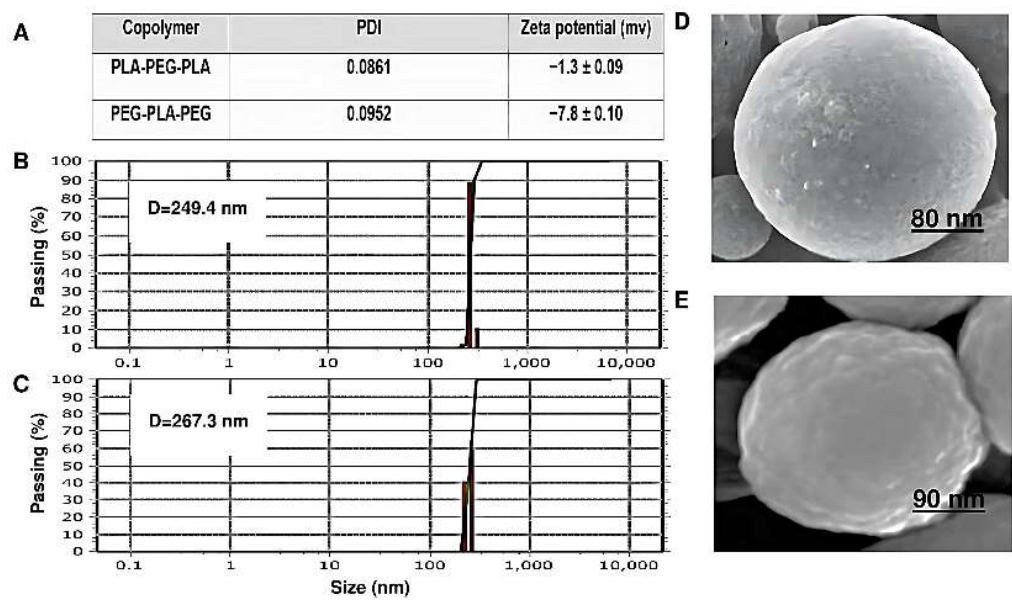 A
Copolymer PDI Zeta potential (mv)
PLA-PEG-PLA 0.0861 −1.3 ± 0.09
PEG-PLA-PEG 0.0952 −7.8 ± 0.10
B
Passing (%)
100
90
80
70
60
50
40
30
20
10
0
D=249.4 nm
0.1 1 10 100 1,000 10,000
C
Passing (%)
100
90
80
70
60
50
40
30
20
10
0
D=267.3 nm
0.1 1 10 100 1,000 10,000
Size (nm)
D
80 nm
E
90 nm